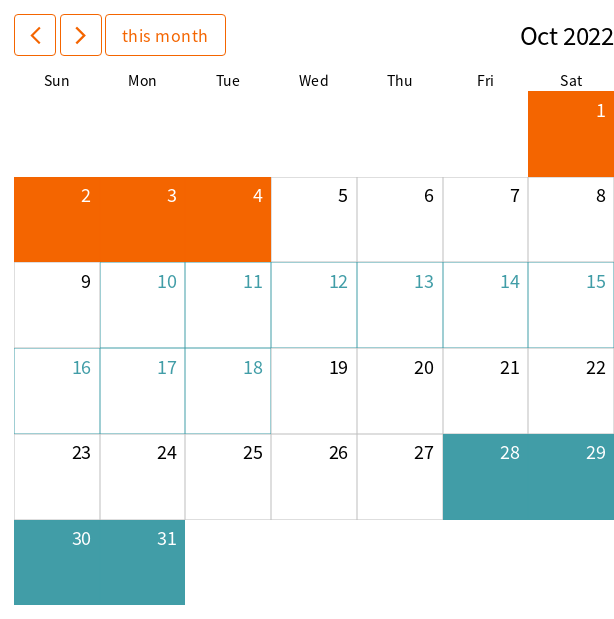 this month
Oct 2022
Sun Mon Tue Wed Thu Fri Sat
1
2 3 4 5 6 7 8
9 10 11 12 13 14 15
16 17 18 19 20 21 22
23 24 25 26 27 28 29
30 31